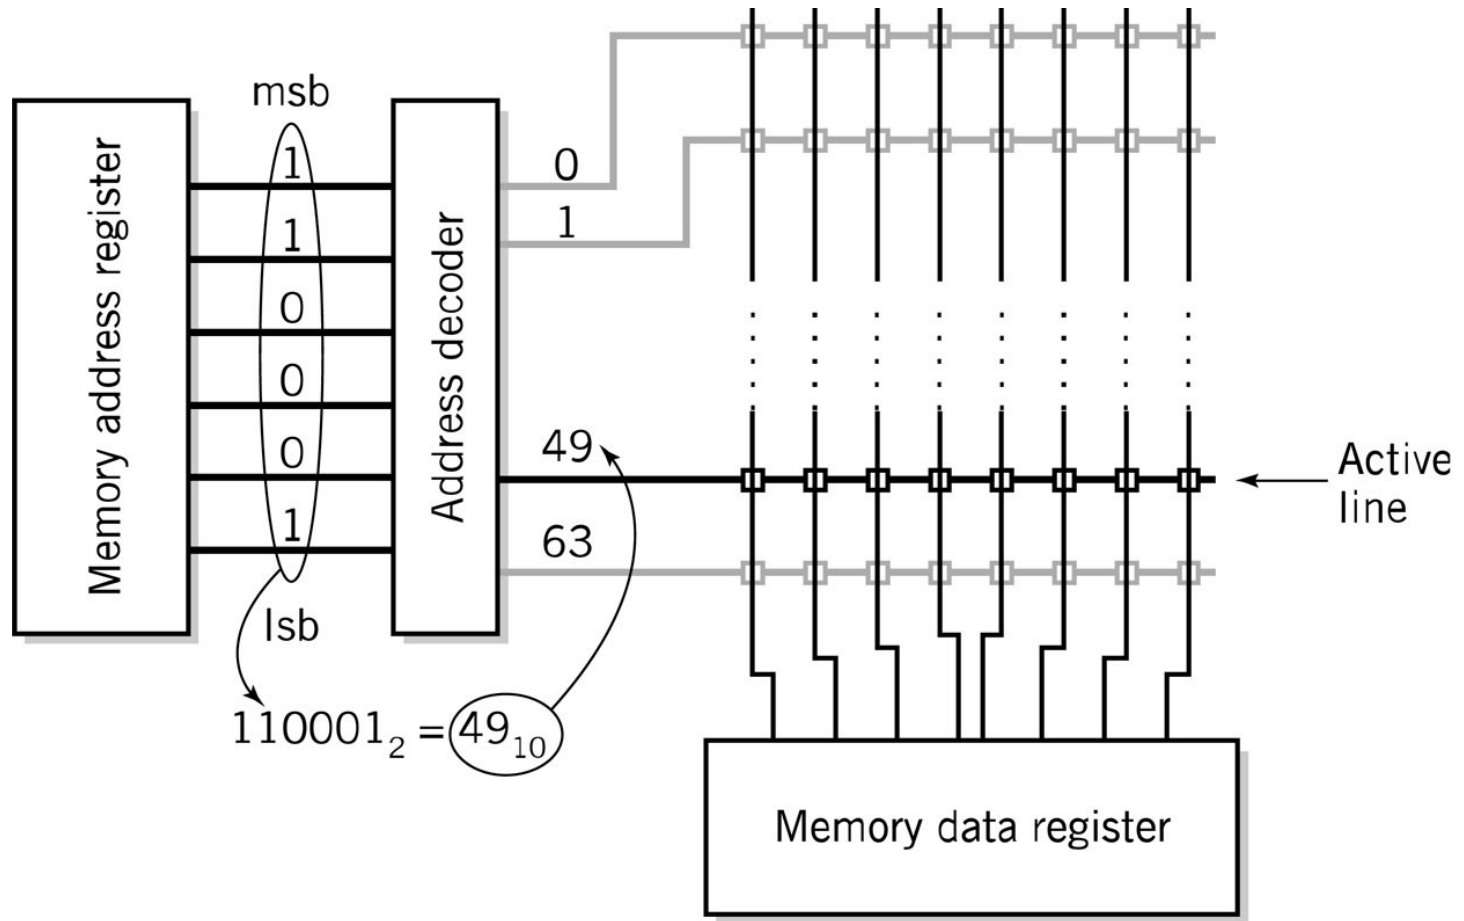 msb
1
1
0
0
0
1
lsb
Memory address register
Address decoder
0
1
49
63
Active
line
110001₂ = 49₁₀
Memory data register